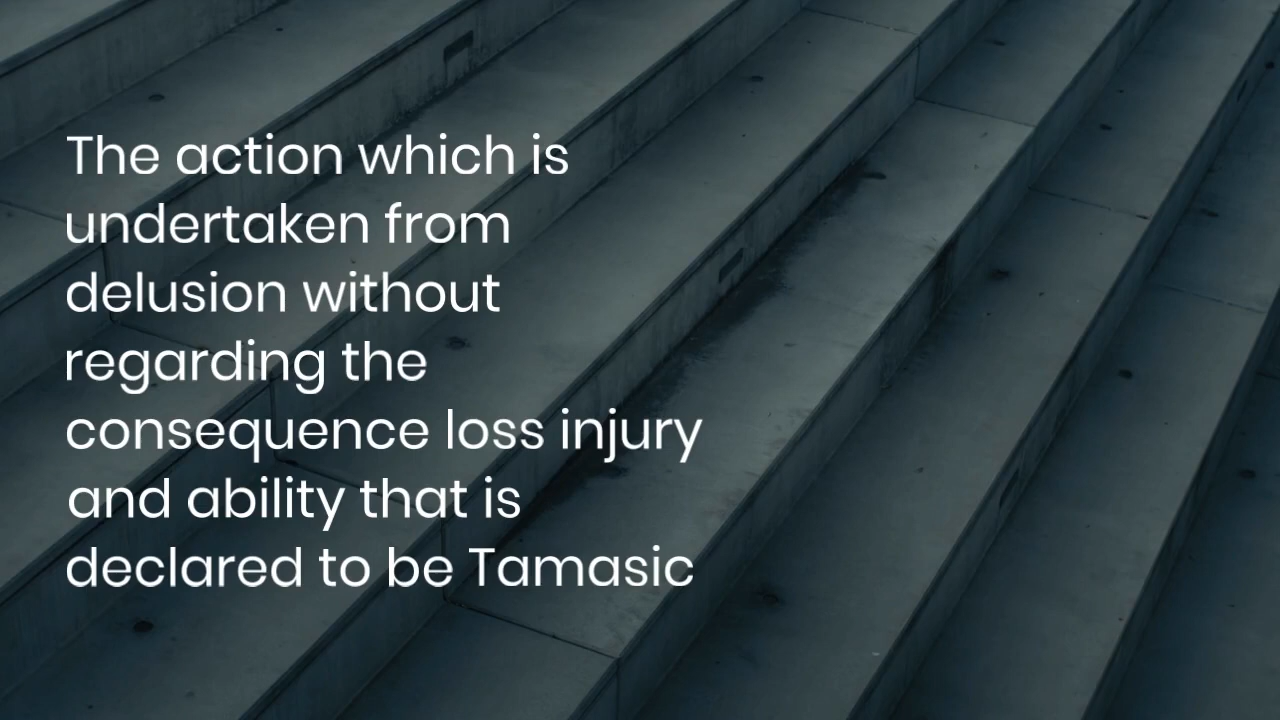 The action which is
undertaken from
delusion without
regarding the
consequence loss injury
and ability that is
declared to be Tamasic